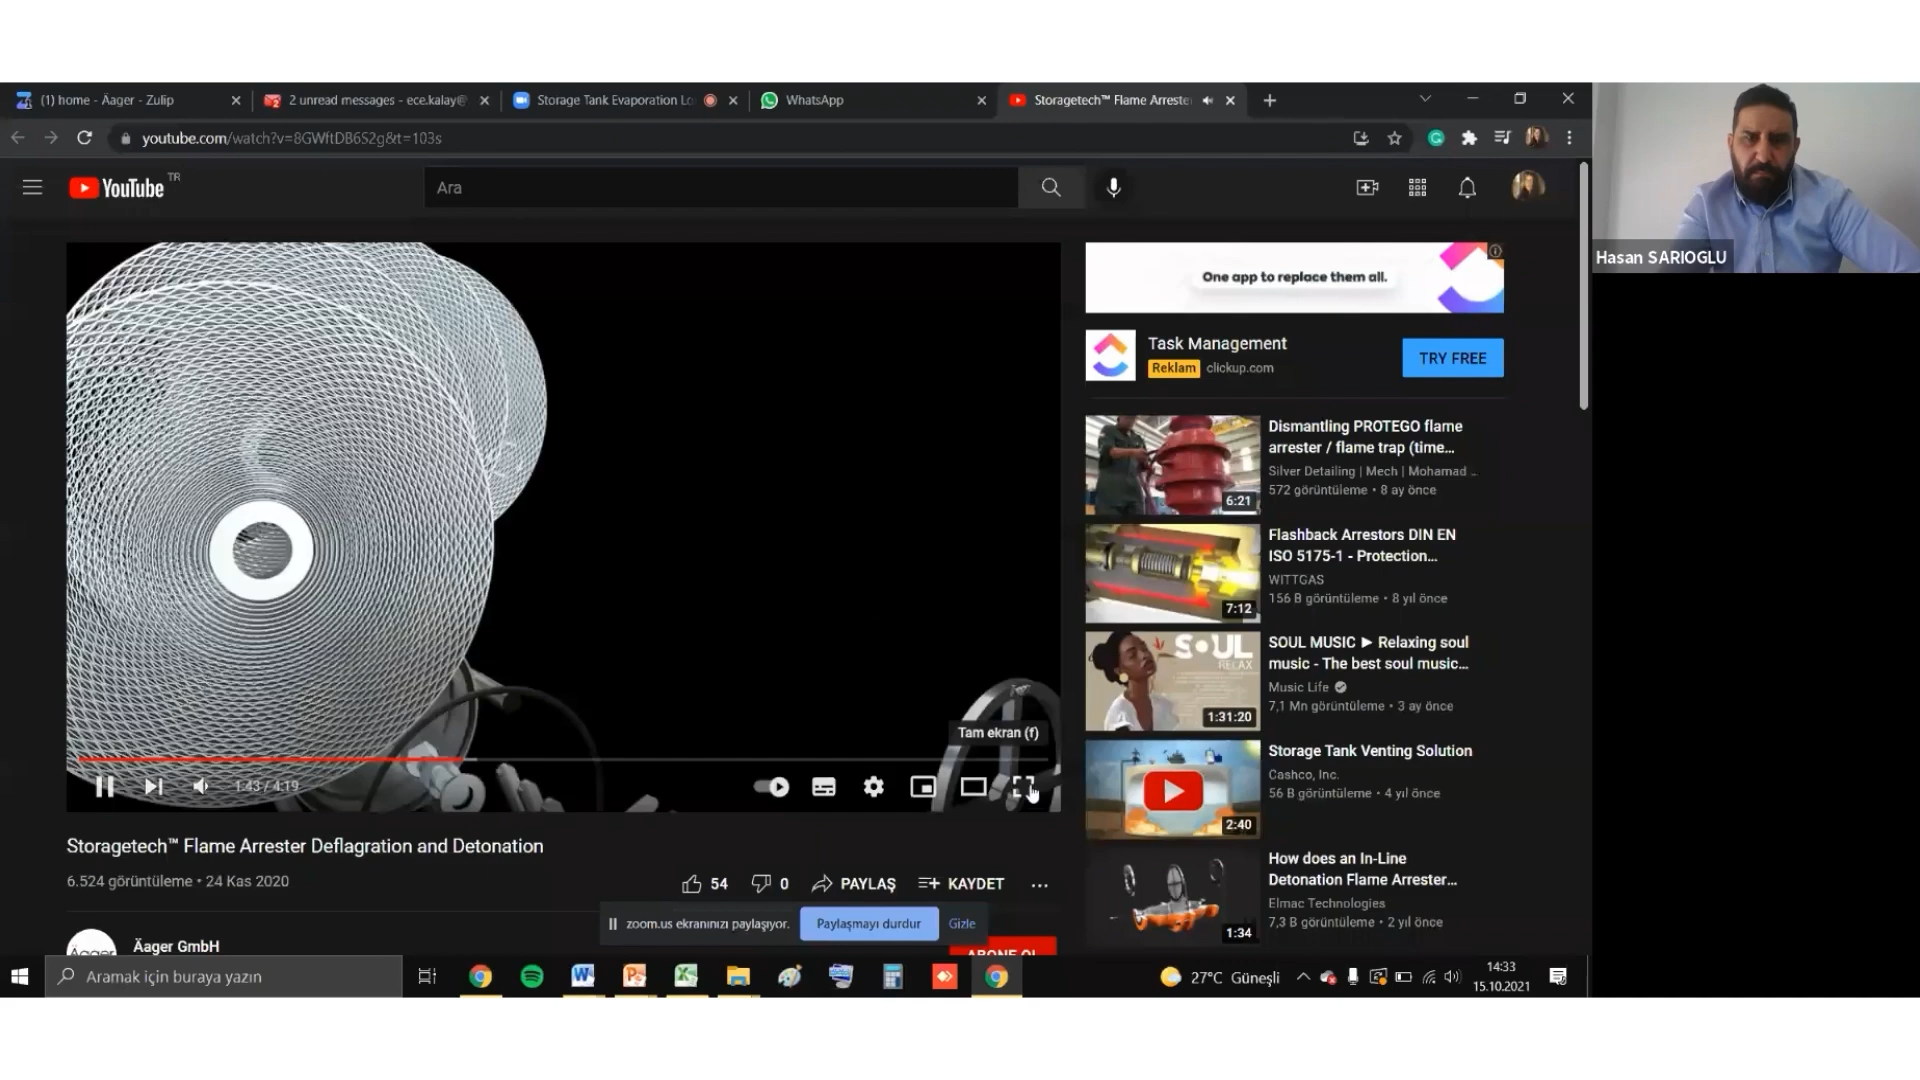 (1) home - Äager - Zulip
2 unread messages - ece.kalay@
Storage Tank Evaporation Lo
WhatsApp
Storagetech™ Flame Arreste
youtube.com/watch?v=8GWftDB6S2g&t=103s
YouTube TR
Ara
Hasan SARIOGLU
One app to replace them all.
Task Management
Reklam clickup.com
TRY FREE
Dismantling PROTEGO flame
arrester / flame trap (time...
Silver Detailing | Mech | Mohamad ...
572 görüntüleme • 8 ay önce
6:21
Flashback Arrestors DIN EN
ISO 5175-1 - Protection...
WITTGAS
156 B görüntüleme • 8 yıl önce
7:12
SOUL MUSIC ► Relaxing soul
music - The best soul music...
Music Life
7,1 Mn görüntüleme • 3 ay önce
SOUL
RELAX
1:31:20
Storage Tank Venting Solution
Cashco, Inc.
56 B görüntüleme • 4 yıl önce
2:40
How does an In-Line
Detonation Flame Arrester...
Elmac Technologies
7,3 B görüntüleme • 2 yıl önce
1:34
Tam ekran (f)
1:43 / 4:19
Storagetech™ Flame Arrester Deflagration and Detonation
6.524 görüntüleme • 24 Kas 2020
54
0
PAYLAŞ
KAYDET
zoom.us ekranınızı paylaşıyor.
Paylaşmayı durdur
Gizle
Äager
Äager GmbH
ABONE OL
Aramak için buraya yazın
27°C Güneşli
14:33
15.10.2021